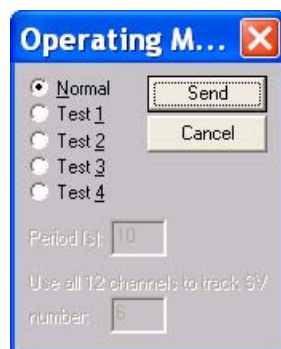 Operating M...
Normal
Send
Test 1
Test 2
Cancel
Test 3
Test 4
Period (s): 10
Use all 12 channels to track SV
number: 6